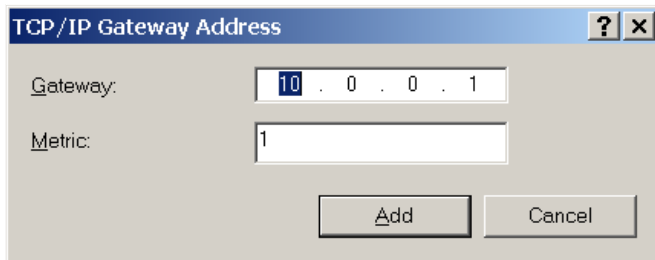 TCP/IP Gateway Address
Gateway: 10 . 0 . 0 . 1
Metric: 1
Add Cancel